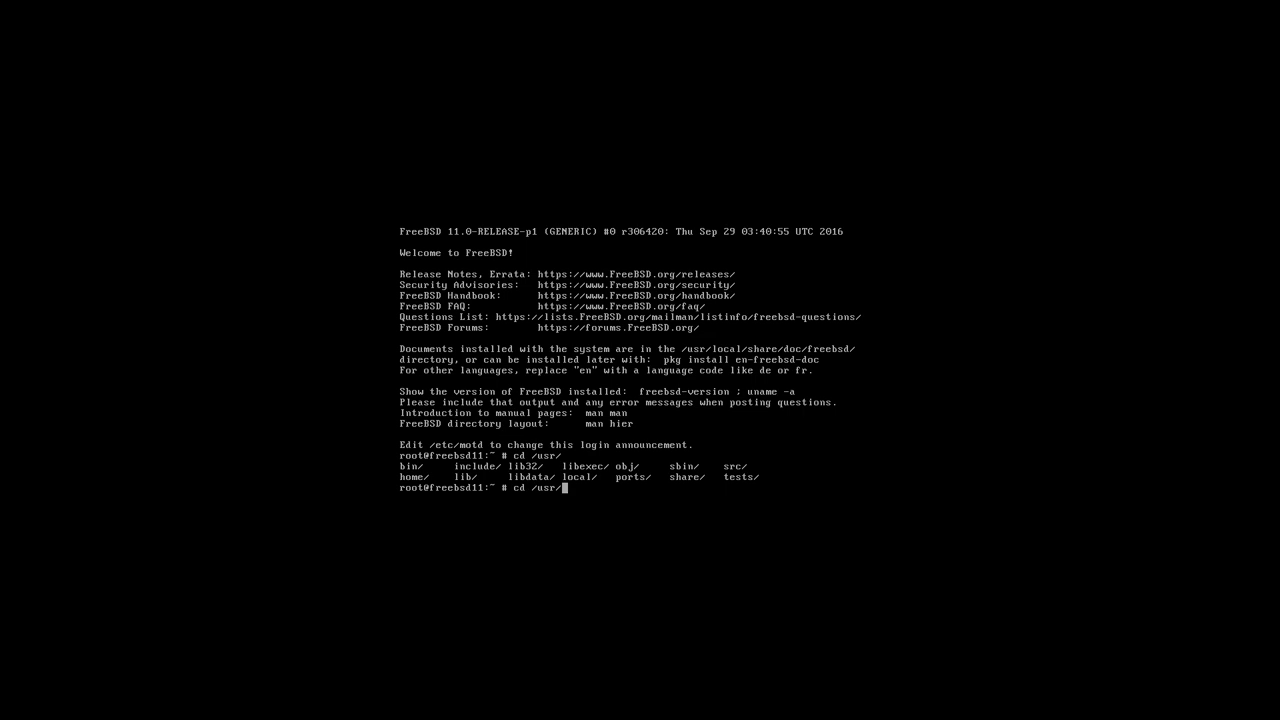 FreeBSD 11.0-RELEASE-p1 (GENERIC) #0 r306420: Thu Sep 29 03:40:55 UTC 2016
Welcome to FreeBSD!
Release Notes, Errata: https://www.FreeBSD.org/releases/
Security Advisories:   https://www.FreeBSD.org/security/
FreeBSD Handbook:      https://www.FreeBSD.org/handbook/
FreeBSD FAQ:           https://www.FreeBSD.org/faq/
Questions List: https://lists.FreeBSD.org/mailman/listinfo/freebsd-questions/
FreeBSD Forums:        https://forums.FreeBSD.org/
Documents installed with the system are in the /usr/local/share/doc/freebsd/
directory, or can be installed later with:  pkg install en-freebsd-doc
For other languages, replace "en" with a language code like de or fr.
Show the version of FreeBSD installed:  freebsd-version ; uname -a
Please include that output and any error messages when posting questions.
Introduction to manual pages:  man man
FreeBSD directory layout:      man hier
Edit /etc/motd to change this login announcement.
root@freebsd11:~ # cd /usr/
bin/     include/ lib32/   libexec/ obj/     sbin/    src/
home/    lib/     libdata/ local/   ports/   share/   tests/
root@freebsd11:~ # cd /usr/